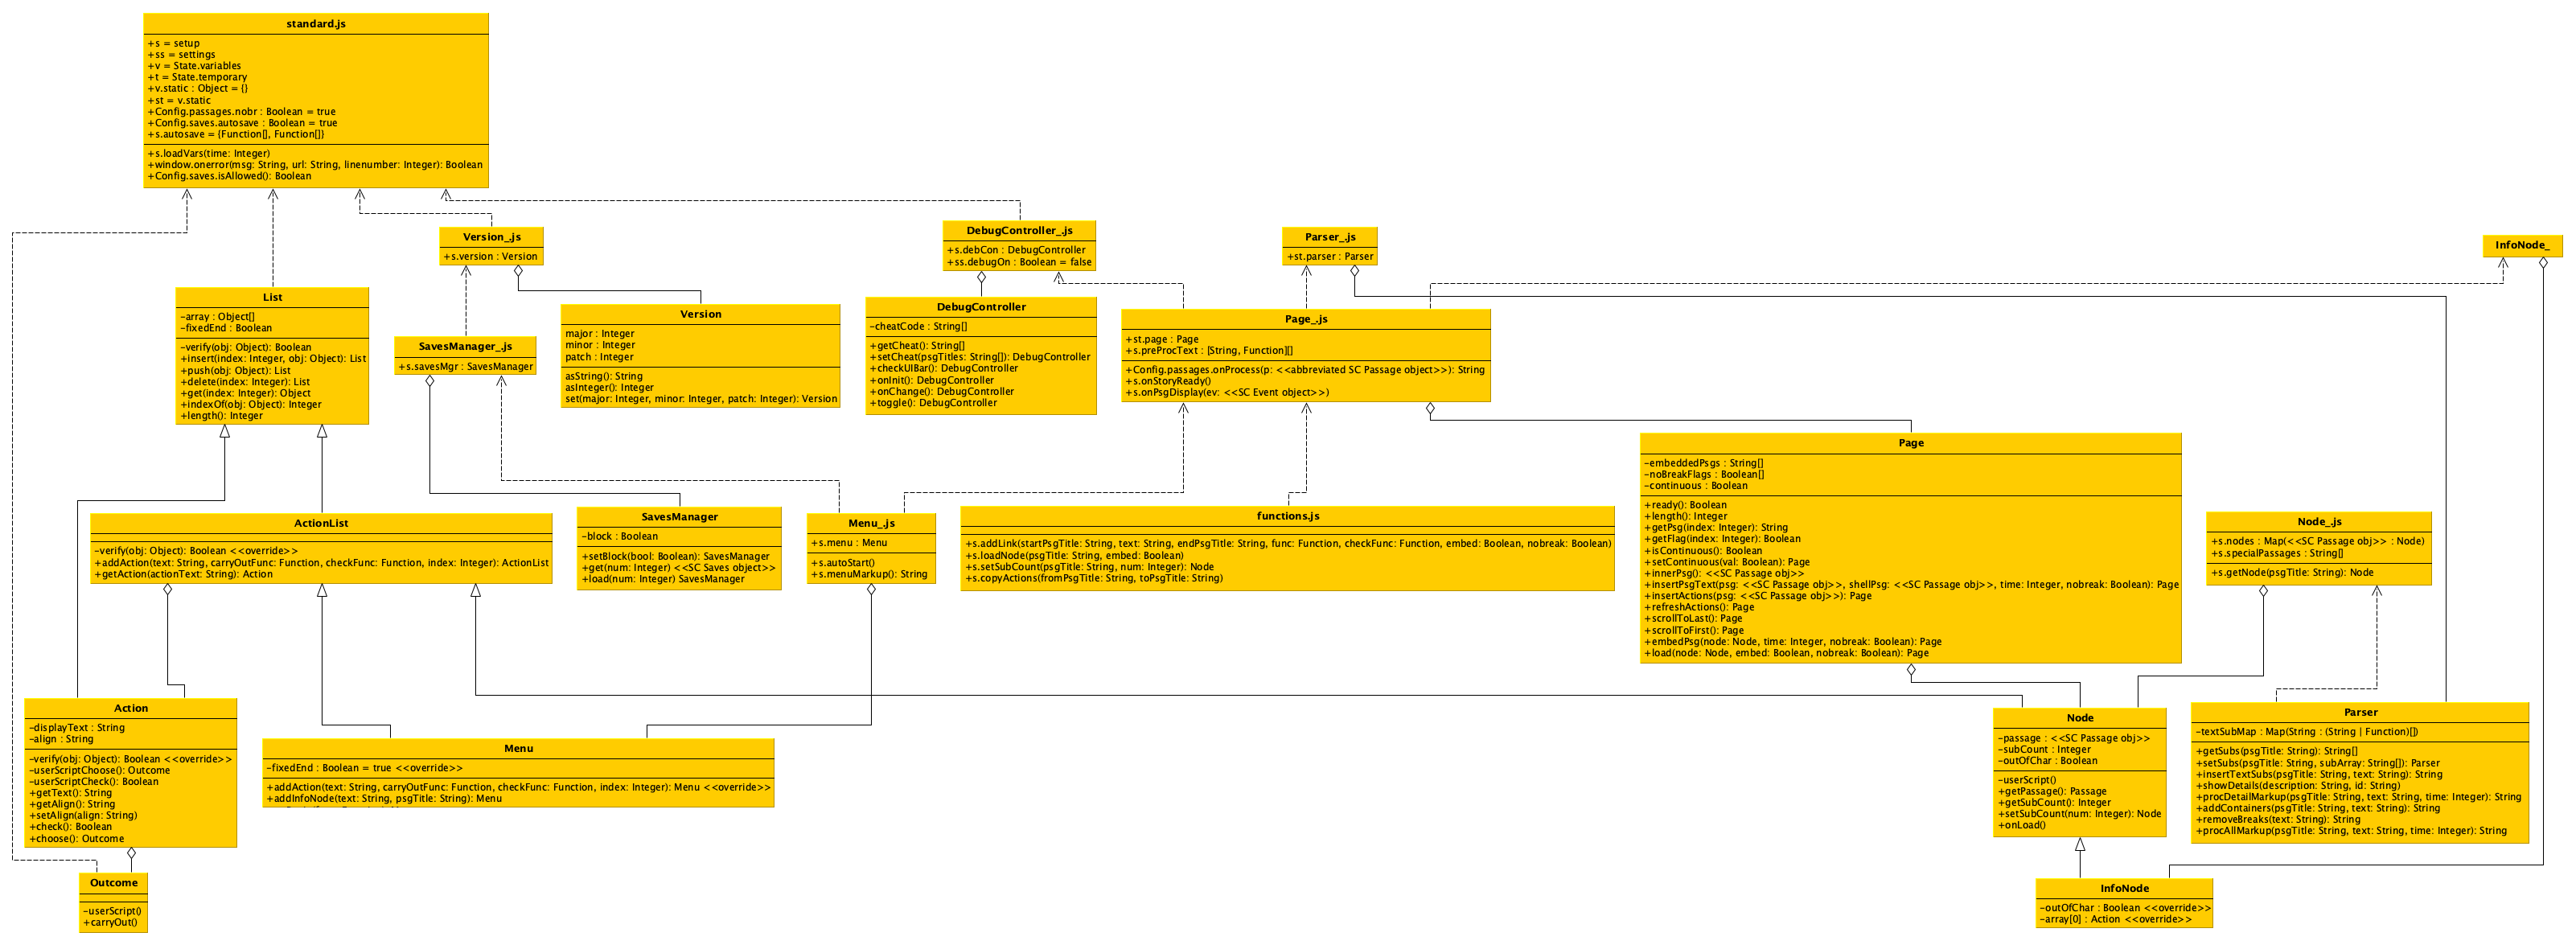 standard.js
+s = setup
+ss = settings
+v = State.variables
+t = State.temporary
+v.static : Object = {}
+st = v.static
+Config.passages.nobr : Boolean = true
+Config.saves.autosave : Boolean = true
+s.autosave = {Function[], Function[]}
+s.loadVars(time: Integer)
+window.onerror(msg: String, url: String, linenumber: Integer): Boolean
+Config.saves.isAllowed(): Boolean
Version_.js
+s.version : Version
DebugController_.js
+s.debCon : DebugController
+ss.debugOn : Boolean = false
Parser_.js
+st.parser : Parser
InfoNode_
List
-array : Object[]
-fixedEnd : Boolean
-verify(obj: Object): Boolean
+insert(index: Integer, obj: Object): List
+push(obj: Object): List
+delete(index: Integer): List
+get(index: Integer): Object
+indexOf(obj: Object): Integer
+length(): Integer
SavesManager_.js
+s.savesMgr : SavesManager
Version
major : Integer
minor : Integer
patch : Integer
asString(): String
asInteger(): Integer
set(major: Integer, minor: Integer, patch: Integer): Version
DebugController
-cheatCode : String[]
+getCheat(): String[]
+setCheat(psgTitles: String[]): DebugController
+checkUIBar(): DebugController
+onInit(): DebugController
+onChange(): DebugController
+toggle(): DebugController
Page_.js
+st.page : Page
+s.preProcText : [String, Function][]
+Config.passages.onProcess(p: <<abbreviated SC Passage object>>): String
+s.onStoryReady()
+s.onPsgDisplay(ev: <<SC Event object>>)
Page
-embeddedPsgs : String[]
-noBreakFlags : Boolean[]
-continuous : Boolean
+ready(): Boolean
+length(): Integer
+getPsg(index: Integer): String
+getFlag(index: Integer): Boolean
+isContinuous(): Boolean
+setContinuous(val: Boolean): Page
+innerPsg(): <<SC Passage obj>>
+insertPsgText(psg: <<SC Passage obj>>, shellPsg: <<SC Passage obj>>, time: Integer, nobreak: Boolean): Page
+insertActions(psg: <<SC Passage obj>>): Page
+refreshActions(): Page
+scrollToLast(): Page
+scrollToFirst(): Page
+embedPsg(node: Node, time: Integer, nobreak: Boolean): Page
+load(node: Node, embed: Boolean, nobreak: Boolean): Page
ActionList
-verify(obj: Object): Boolean <<override>>
+addAction(text: String, carryOutFunc: Function, checkFunc: Function, index: Integer): ActionList
+getAction(actionText: String): Action
SavesManager
-block : Boolean
+setBlock(bool: Boolean): SavesManager
+get(num: Integer) <<SC Saves object>>
+load(num: Integer) SavesManager
Menu_.js
+s.menu : Menu
+s.autoStart()
+s.menuMarkup(): String
functions.js
+s.addLink(startPsgTitle: String, text: String, endPsgTitle: String, func: Function, checkFunc: Function, embed: Boolean, nobreak: Boolean)
+s.loadNode(psgTitle: String, embed: Boolean)
+s.setSubCount(psgTitle: String, num: Integer): Node
+s.copyActions(fromPsgTitle: String, toPsgTitle: String)
Node_.js
+s.nodes : Map(<<SC Passage obj>> : Node)
+s.specialPassages : String[]
+s.getNode(psgTitle: String): Node
Action
-displayText : String
-align : String
-verify(obj: Object): Boolean <<override>>
-userScriptChoose(): Outcome
-userScriptCheck(): Boolean
+getText(): String
+getAlign(): String
+setAlign(align: String)
+check(): Boolean
+choose(): Outcome
Menu
-fixedEnd : Boolean = true <<override>>
+addAction(text: String, carryOutFunc: Function, checkFunc: Function, index: Integer): Menu <<override>>
+addInfoNode(text: String, psgTitle: String): Menu
Node
-passage : <<SC Passage obj>>
-subCount : Integer
-outOfChar : Boolean
-userScript()
+getPassage(): Passage
+getSubCount(): Integer
+setSubCount(num: Integer): Node
+onLoad()
Parser
-textSubMap : Map(String : (String | Function)[])
+getSubs(psgTitle: String): String[]
+setSubs(psgTitle: String, subArray: String[]): Parser
+insertTextSubs(psgTitle: String, text: String): String
+showDetails(description: String, id: String)
+procDetailMarkup(psgTitle: String, text: String, time: Integer): String
+addContainers(psgTitle: String, text: String): String
+removeBreaks(text: String): String
+procAllMarkup(psgTitle: String, text: String, time: Integer): String
Outcome
-userScript()
+carryOut()
InfoNode
-outOfChar : Boolean <<override>>
-array[0] : Action <<override>>